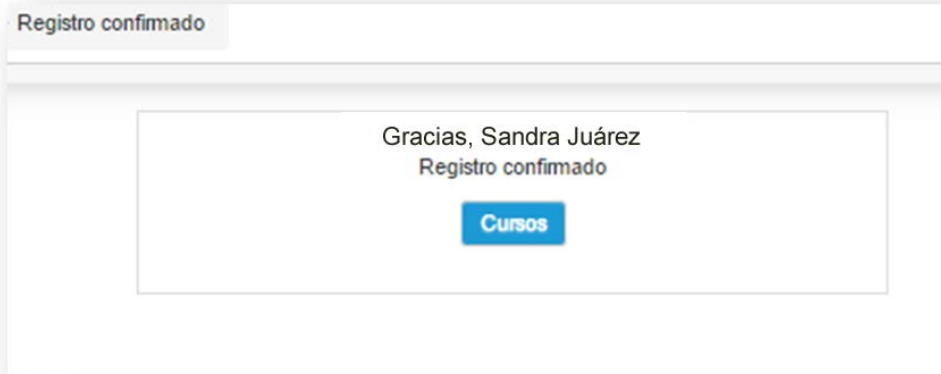 Registro confirmado
Gracias, Sandra Juárez
Registro confirmado
Cursos